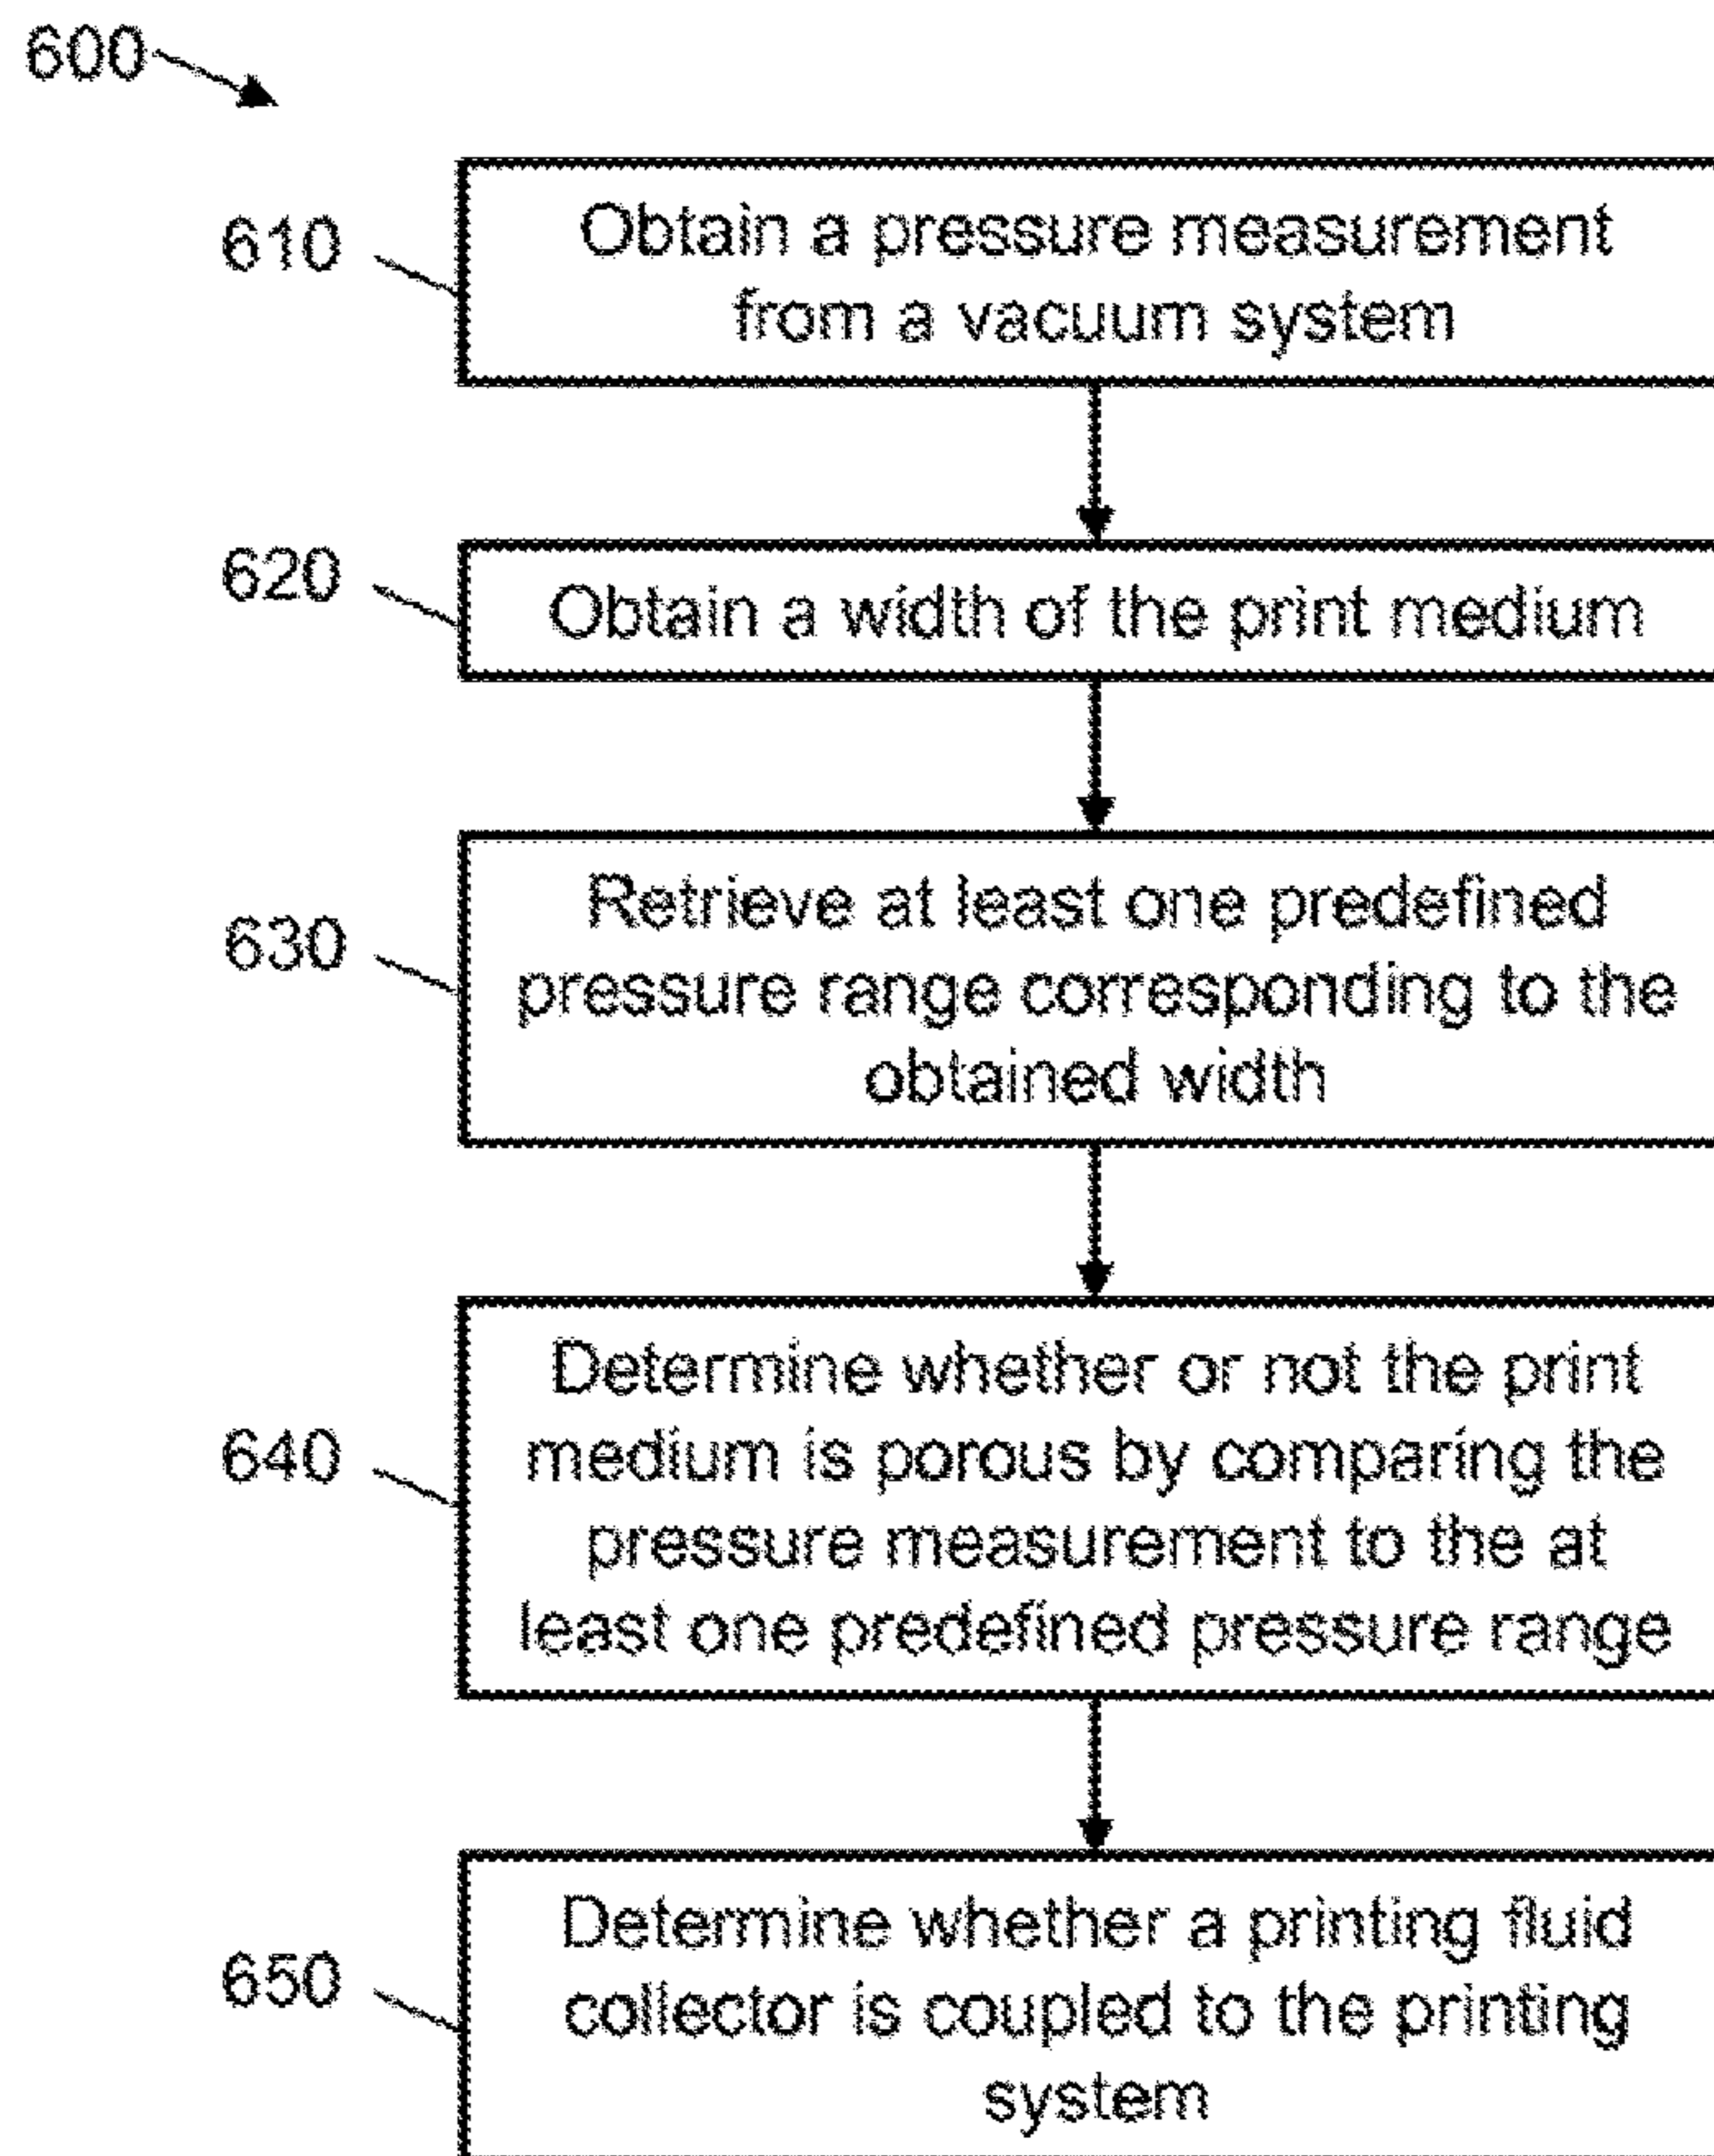 600
610
Obtain a pressure measurement
from a vacuum system
620
Obtain a width of the print medium
630
Retrieve at least one predefined
pressure range corresponding to the
obtained width
640
Determine whether or not the print
medium is porous by comparing the
pressure measurement to the at
least one predefined pressure range
650
Determine whether a printing fluid
collector is coupled to the printing
system